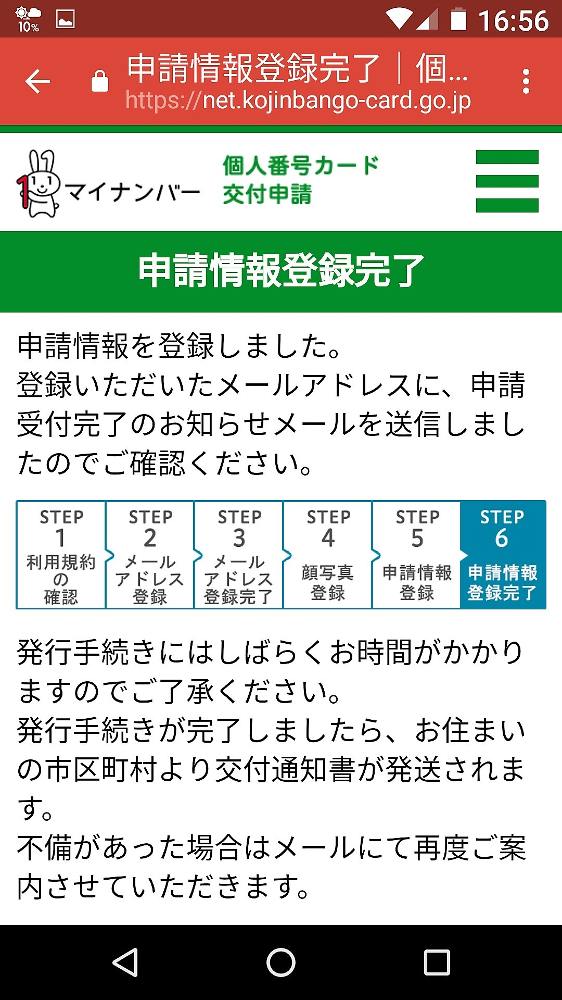 10%
16:56
申請情報登録完了｜個...
https://net.kojinbango-card.go.jp
マイナンバー
個人番号カード
交付申請
申請情報登録完了
申請情報を登録しました。
登録いただいたメールアドレスに、申請
受付完了のお知らせメールを送信しまし
たのでご確認ください。
STEP
1
利用規約
の
確認
STEP
2
メール
アドレス
登録
STEP
3
メール
アドレス
登録完了
STEP
4
顔写真
登録
STEP
5
申請情報
登録
STEP
6
申請情報
登録完了
発行手続きにはしばらくお時間がかかり
ますのでご了承ください。
発行手続きが完了しましたら、お住まい
の市区町村より交付通知書が発送されま
す。
不備があった場合はメールにて再度ご案
内させていただきます。